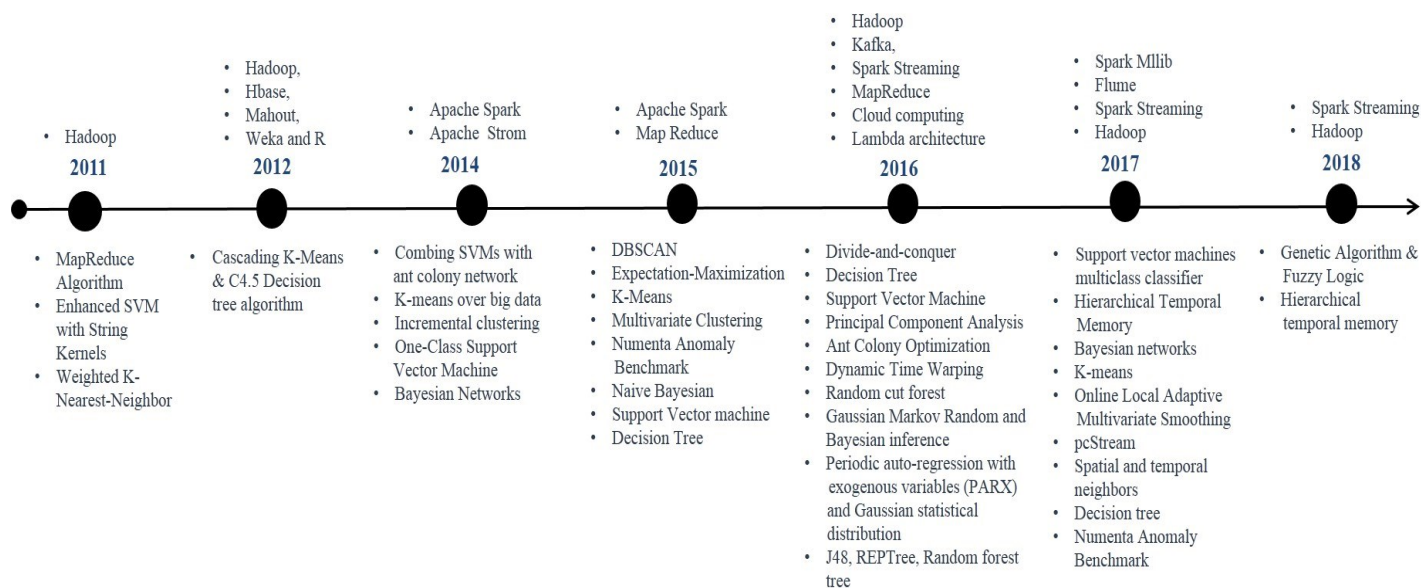 • Hadoop
2011
• MapReduce
Algorithm
• Enhanced SVM
with String
Kernels
• Weighted K-
Nearest-Neighbor
• Hadoop,
• Hbase,
• Mahout,
• Weka and R
2012
• Cascading K-Means
& C4.5 Decision
tree algorithm
• Apache Spark
• Apache Strom
2014
• Combing SVMs with
ant colony network
• K-means over big data
• Incremental clustering
• One-Class Support
Vector Machine
• Bayesian Networks
• Apache Spark
• Map Reduce
2015
• DBSCAN
• Expectation-Maximization
• K-Means
• Multivariate Clustering
• Numenta Anomaly
Benchmark
• Naive Bayesian
• Support Vector machine
• Decision Tree
• Hadoop
• Kafka,
• Spark Streaming
• MapReduce
• Cloud computing
• Lambda architecture
2016
• Divide-and-conquer
• Decision Tree
• Support Vector Machine
• Principal Component Analysis
• Ant Colony Optimization
• Dynamic Time Warping
• Random cut forest
• Gaussian Markov Random and
Bayesian inference
• Periodic auto-regression with
exogenous variables (PARX)
and Gaussian statistical
distribution
• J48, REPTree, Random forest
tree
• Spark Mllib
• Flume
• Spark Streaming
• Hadoop
2017
• Support vector machines
multiclass classifier
• Hierarchical Temporal
Memory
• Bayesian networks
• K-means
• Online Local Adaptive
Multivariate Smoothing
• pcStream
• Spatial and temporal
neighbors
• Decision tree
• Numenta Anomaly
Benchmark
• Spark Streaming
• Hadoop
2018
• Genetic Algorithm &
Fuzzy Logic
• Hierarchical
temporal memory